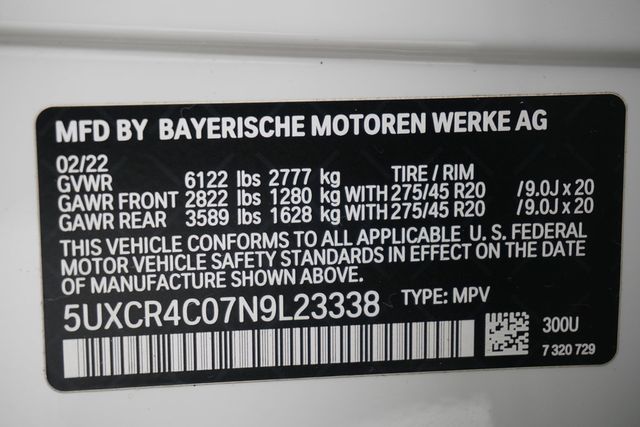 MFD BY BAYERISCHE MOTOREN WERKE AG
02/22
GVWR 6122 lbs 2777 kg TIRE / RIM
GAWR FRONT 2822 lbs 1280 kg WITH 275/45 R20 /9.0J x 20
GAWR REAR 3589 lbs 1628 kg WITH 275/45 R20 /9.0J x 20
THIS VEHICLE CONFORMS TO ALL APPLICABLE U. S. FEDERAL
MOTOR VEHICLE SAFETY STANDARDS IN EFFECT ON THE DATE
OF MANUFACTURE SHOWN ABOVE.
5UXCR4C07N9L23338 TYPE: MPV
300U
7 320 729